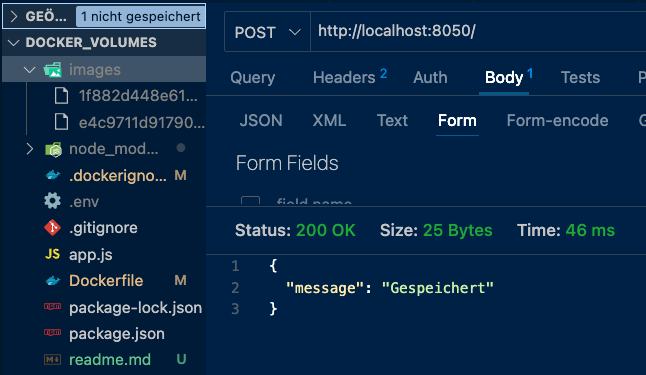 GEÖ... 1 nicht gespeichert
DOCKER_VOLUMES
images
1f882d448e61...
e4c9711d91790...
node_mod...
.dockerigno... M
.env
.gitignore
JS app.js
Dockerfile M
package-lock.json
package.json
readme.md U
POST http://localhost:8050/
Query Headers 2 Auth Body 1 Tests
JSON XML Text Form Form-encode
Form Fields
field name
Status: 200 OK Size: 25 Bytes Time: 46 ms
1 {
2 "message": "Gespeichert"
3 }